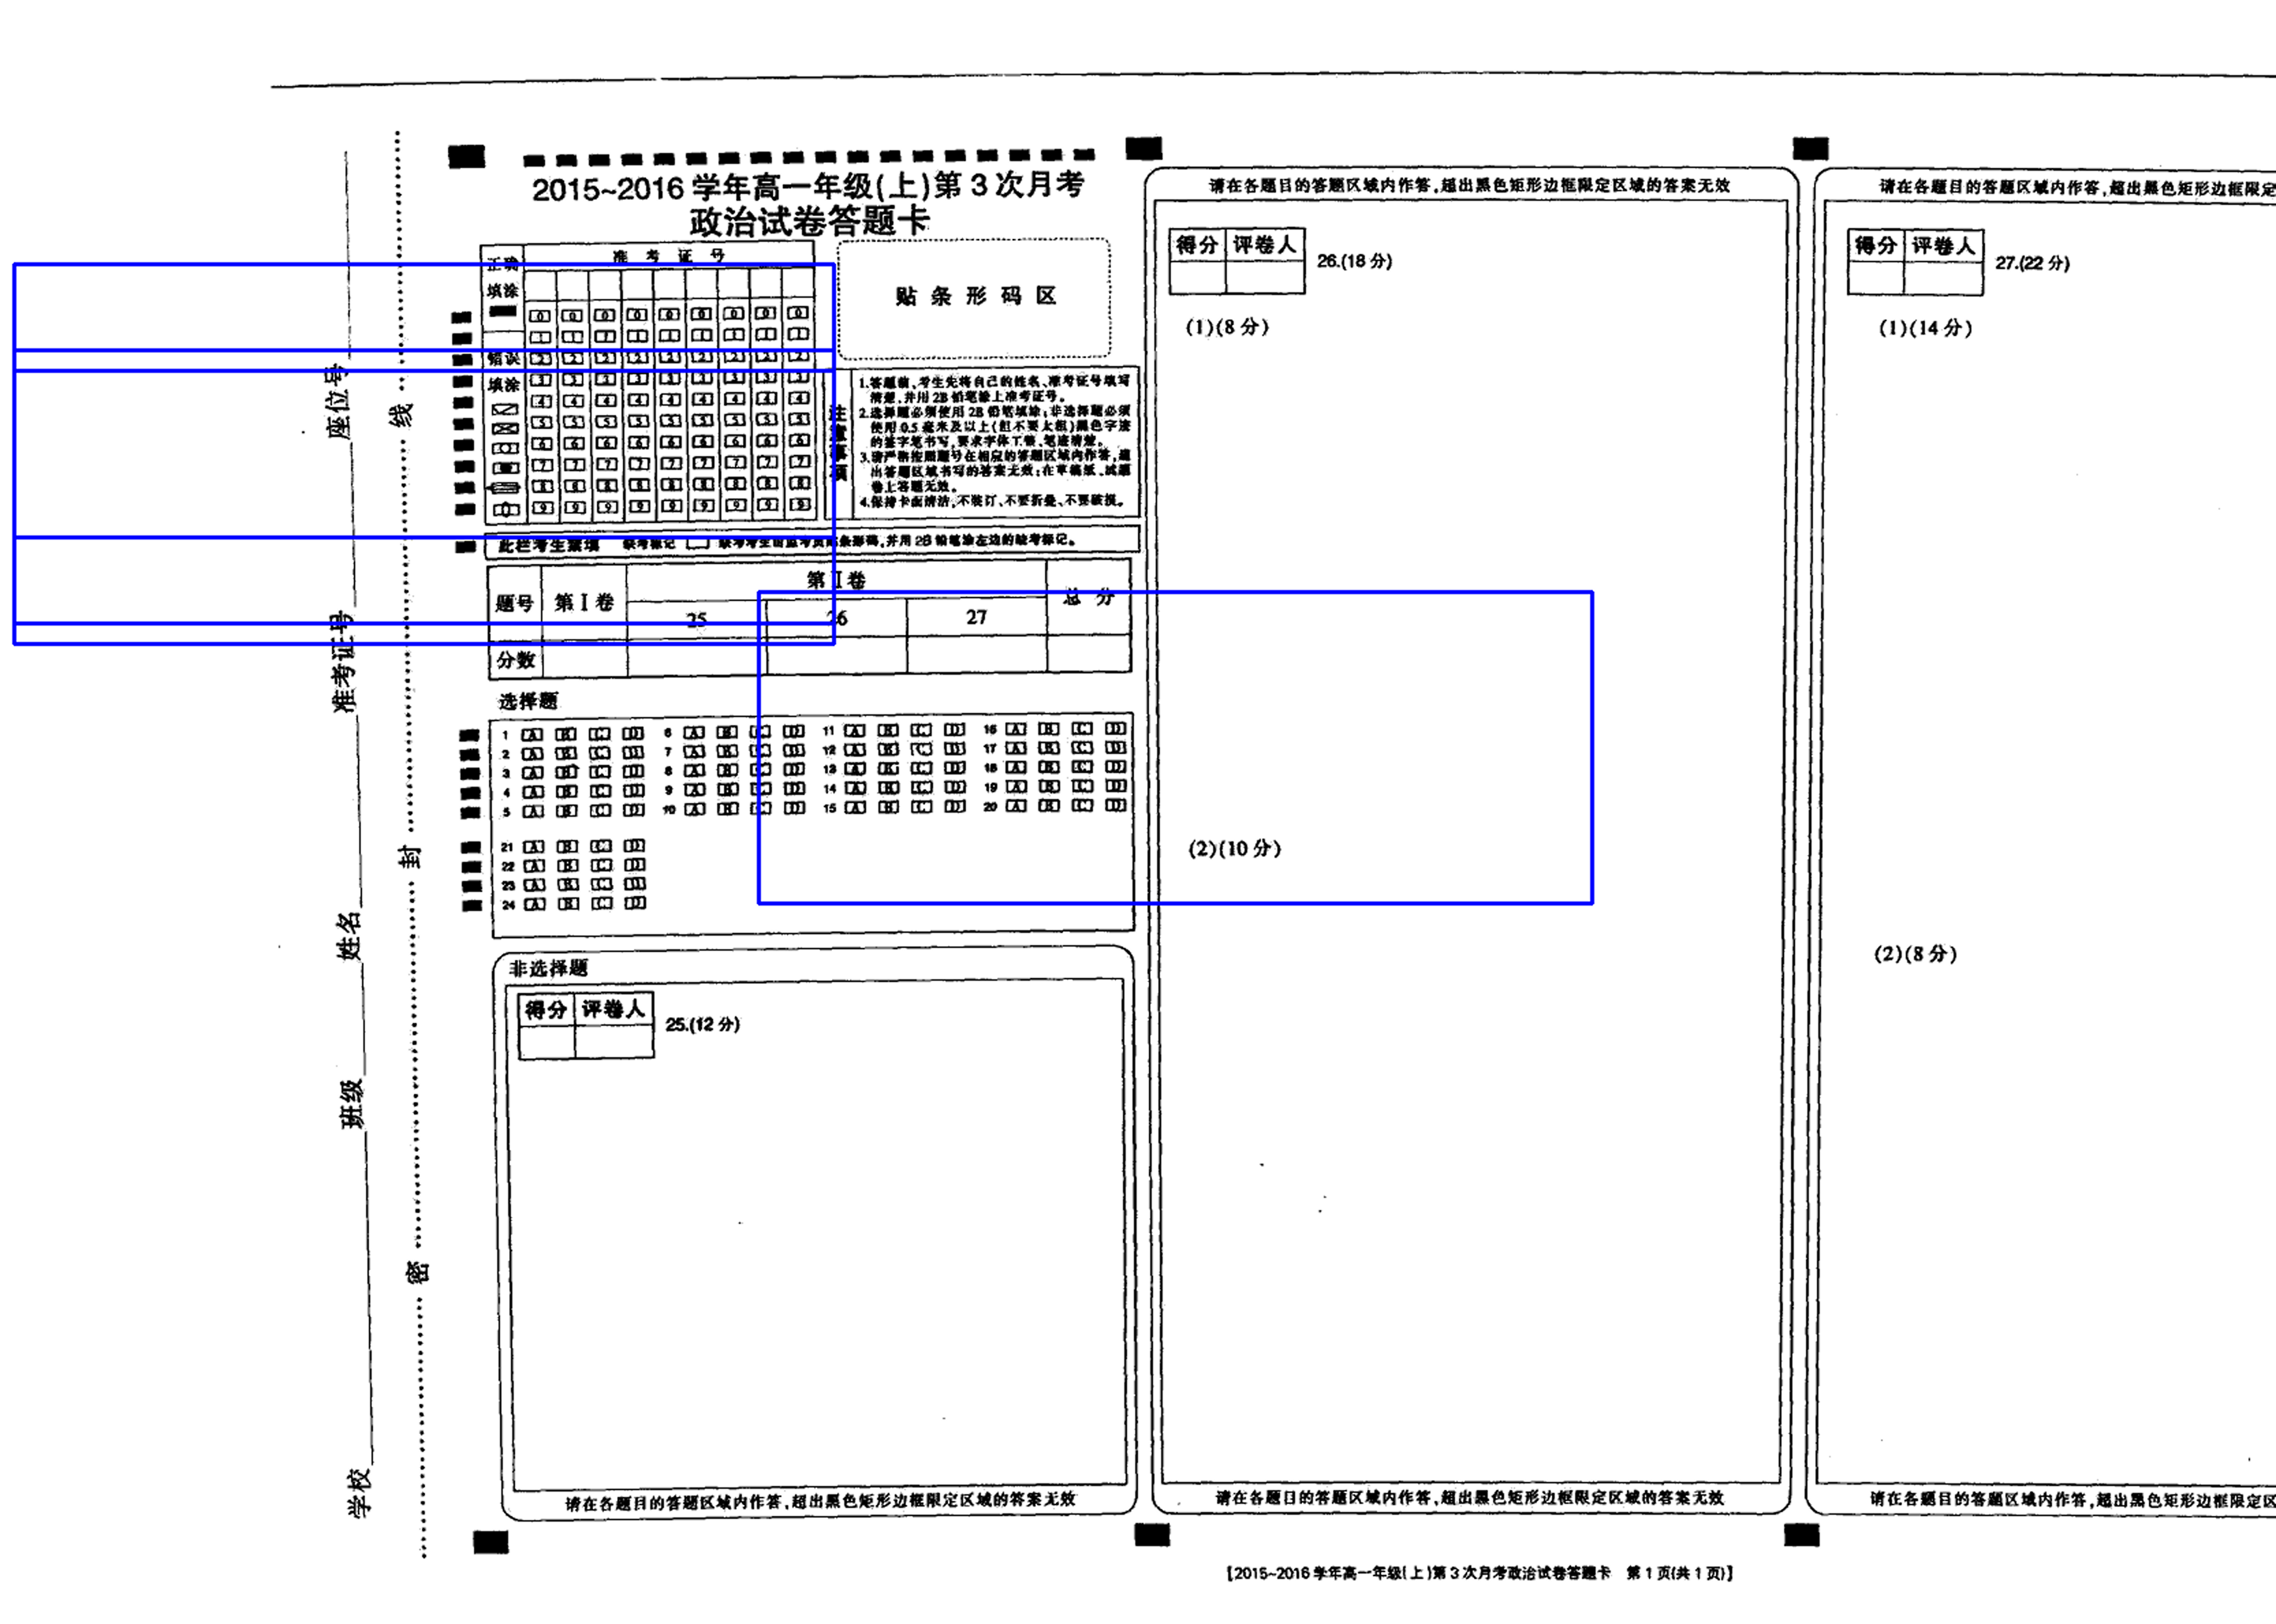 座位号
准考证号
姓名
班级
学校
线
封
密
2015~2016 学年高一年级(上)第 3 次月考
政治试卷答题卡
正确
填涂
错误
填涂
准 考 证 号
0 0 0 0 0 0 0 0 0
1 1 1 1 1 1 1 1 1
2 2 2 2 2 2 2 2 2
3 3 3 3 3 3 3 3 3
4 4 4 4 4 4 4 4 4
5 5 5 5 5 5 5 5 5
6 6 6 6 6 6 6 6 6
7 7 7 7 7 7 7 7 7
8 8 8 8 8 8 8 8 8
9 9 9 9 9 9 9 9 9
贴 条 形 码 区
注意事项
1.答题前,考生先将自己的姓名、准考证号填写
清楚,并用 2B 铅笔涂上准考证号。
2.选择题必须使用 2B 铅笔填涂;非选择题必须
使用 0.5 毫米及以上(但不要太粗)黑色字迹
的签字笔书写,要求字体工整、笔迹清楚。
3.请严格按照题号在相应的答题区域内作答,超
出答题区域书写的答案无效;在草稿纸、试题
卷上答题无效。
4.保持卡面清洁,不装订、不要折叠、不要破损。
此栏考生禁填 缺考标记 缺考考生由监考员贴条形码,并用 2B 铅笔涂左边的缺考标记。
题号 第 I 卷 第 II 卷 总 分
25 26 27
分数
选择题
1 A B C D 6 A B C D 11 A B C D 16 A B C D
2 A B C D 7 A B C D 12 A B C D 17 A B C D
3 A B C D 8 A B C D 13 A B C D 18 A B C D
4 A B C D 9 A B C D 14 A B C D 19 A B C D
5 A B C D 10 A B C D 15 A B C D 20 A B C D
21 A B C D
22 A B C D
23 A B C D
24 A B C D
非选择题
得分 评卷人
25.(12 分)
请在各题目的答题区域内作答,超出黑色矩形边框限定区域的答案无效
请在各题目的答题区域内作答,超出黑色矩形边框限定区域的答案无效
得分 评卷人
26.(18 分)
(1)(8 分)
(2)(10 分)
请在各题目的答题区域内作答,超出黑色矩形边框限定区域的答案无效
请在各题目的答题区域内作答,超出黑色矩形边框限定
得分 评卷人
27.(22 分)
(1)(14 分)
(2)(8 分)
请在各题目的答题区域内作答,超出黑色矩形边框限定区
【2015~2016 学年高一年级(上)第 3 次月考政治试卷答题卡 第 1 页(共 1 页)】